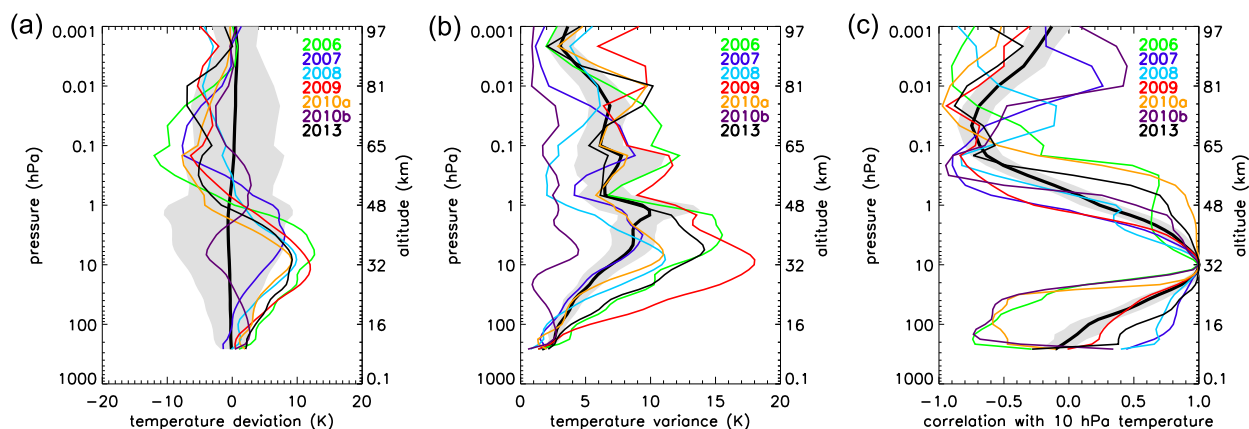 (a)
0.001
0.01
0.1
1
10
100
1000
pressure (hPa)
97
81
65
48
32
16
0.1
altitude (km)
2006
2007
2008
2009
2010a
2010b
2013
-20 -10 0 10 20
temperature deviation (K)
(b)
0.001
0.01
0.1
1
10
100
1000
pressure (hPa)
97
81
65
48
32
16
0.1
altitude (km)
2006
2007
2008
2009
2010a
2010b
2013
0 5 10 15 20
temperature variance (K)
(c)
0.001
0.01
0.1
1
10
100
1000
pressure (hPa)
97
81
65
48
32
16
0.1
altitude (km)
2006
2007
2008
2009
2010a
2010b
2013
-1.0 -0.5 0.0 0.5 1.0
correlation with 10 hPa temperature